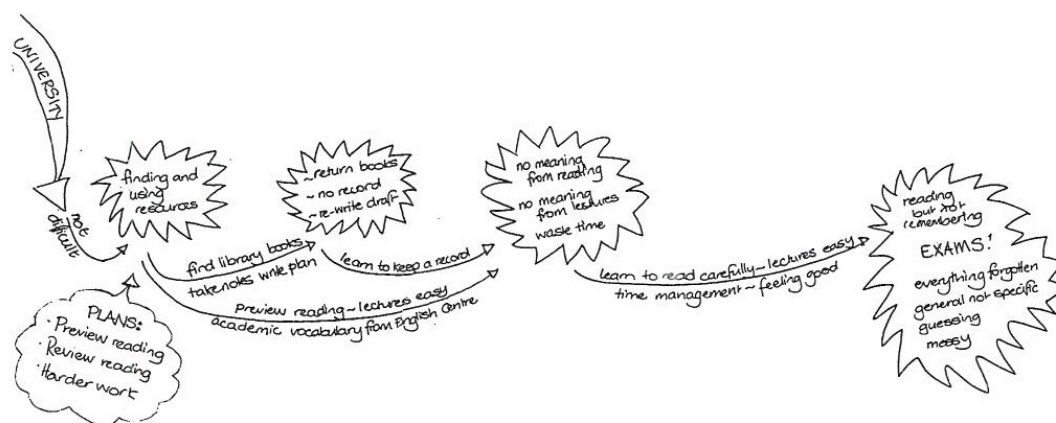 UNIVERSITY
not
difficult
finding and
using
resources
PLANS:
· Preview reading
· Review reading
· Harder work
find library books
take notes write plan
~return books
~ no record
~re-write draft
learn to keep a record
preview reading~lectures easy
academic vocabulary from English Centre
no meaning
from reading
no meaning
from lectures
waste time
learn to read carefully~lectures easy
time management~feeling good
reading
but not
remembering
EXAMS!
everything forgotten
general not specific
guessing
messy